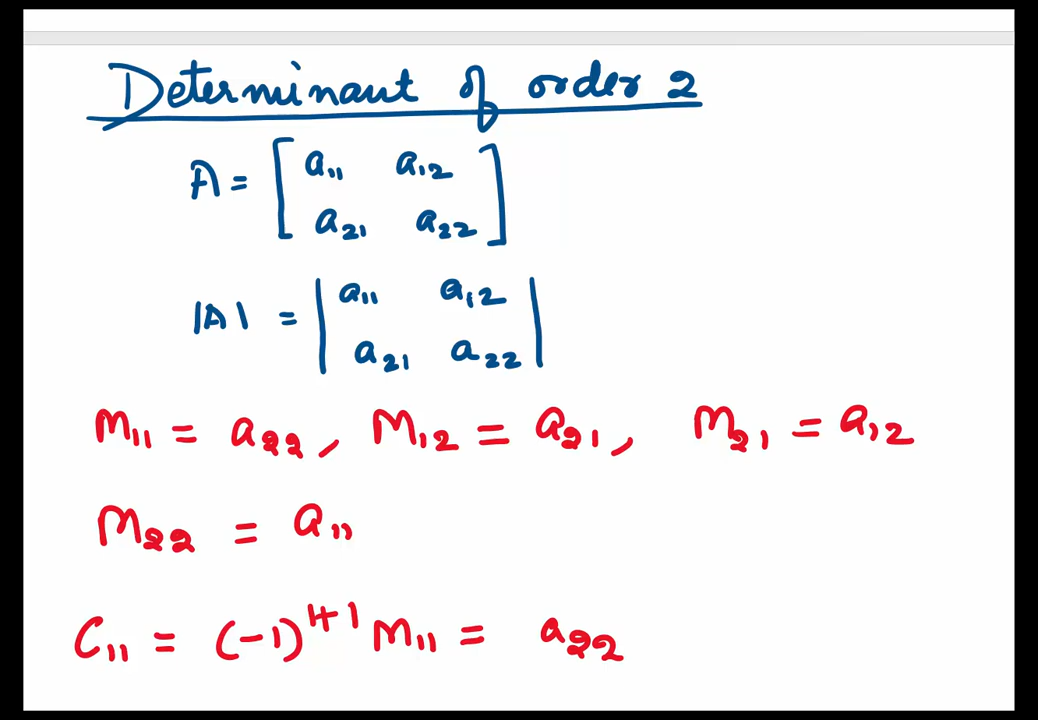 Determinant of order 2
A = [ a₁₁ a₁₂
a₂₁ a₂₂ ]
|A| = | a₁₁ a₁₂
a₂₁ a₂₂ |
M₁₁ = a₂₂, M₁₂ = a₂₁, M₂₁ = a₁₂
M₂₂ = a₁₁
C₁₁ = (-1)¹⁺¹ M₁₁ = a₂₂